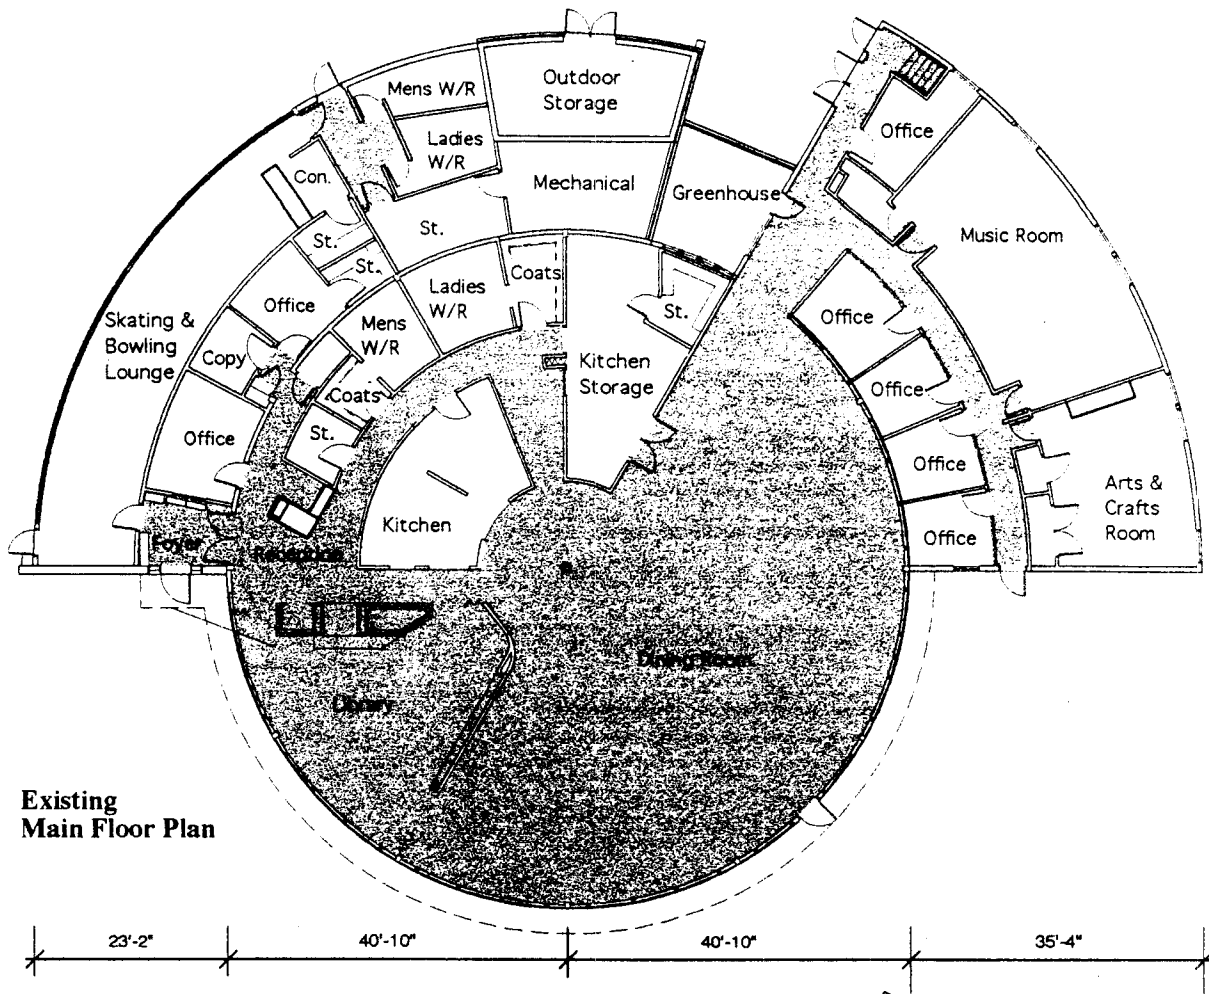 Mens W/R
Outdoor
Storage
Office
Ladies
W/R
Con.
Mechanical
Greenhouse
St.
St.
Music Room
St.
Coats
Ladies
W/R
Office
St.
Skating &
Bowling
Lounge
Mens
W/R
Office
Copy
Kitchen
Storage
Office
Coats
Office
St.
Office
Arts &
Crafts
Room
Kitchen
Office
Foyer
Reception
Dining Room
Library
Existing
Main Floor Plan
23'-2"
40'-10"
40'-10"
35'-4"